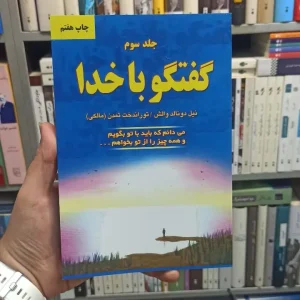 چاپ هفتم
جلد سوم
گفتگو با خدا
نیل دونالد والش / توراندخت تمدن (مالکی)
می دانم که باید با تو بگویم
و همه چیز را از تو بخواهم ...